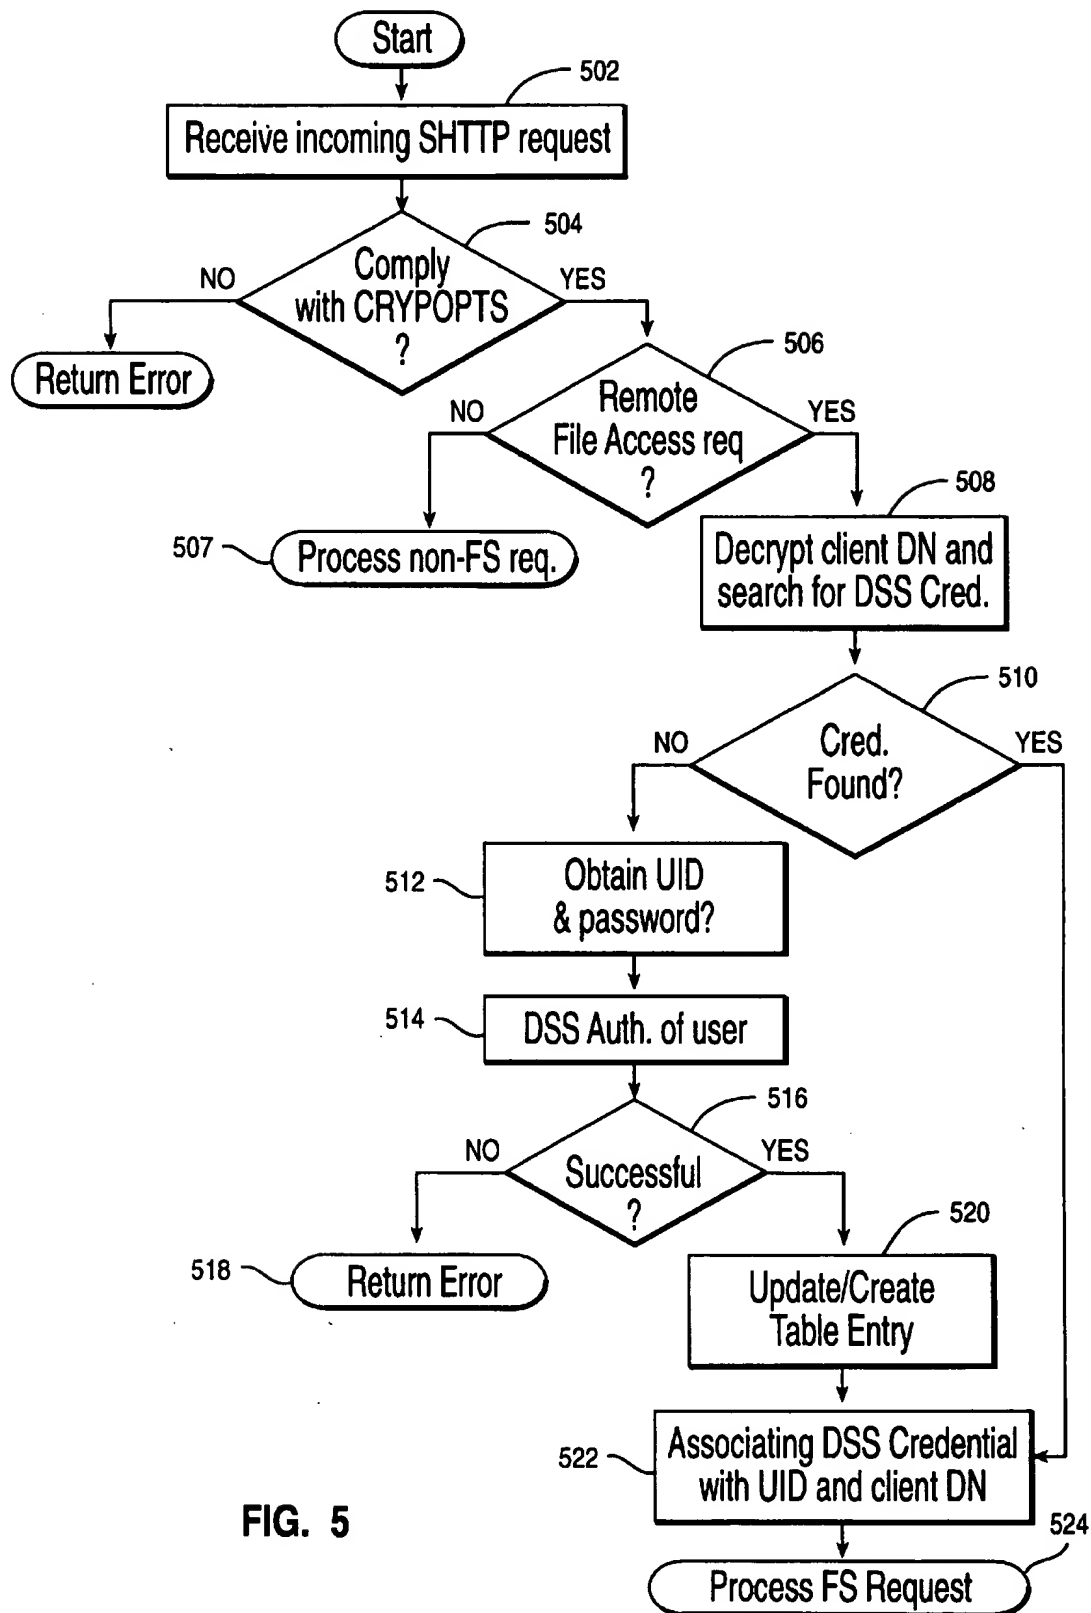 Start
502
Receive incoming SHTTP request
504
Comply
with CRYPOPTS
?
NO
YES
Return Error
506
Remote
File Access req
?
NO
YES
507
Process non-FS req.
508
Decrypt client DN and
search for DSS Cred.
510
Cred.
Found?
NO
YES
512
Obtain UID
& password?
514
DSS Auth. of user
516
Successful
?
NO
YES
518
Return Error
520
Update/Create
Table Entry
522
Associating DSS Credential
with UID and client DN
524
Process FS Request
FIG. 5